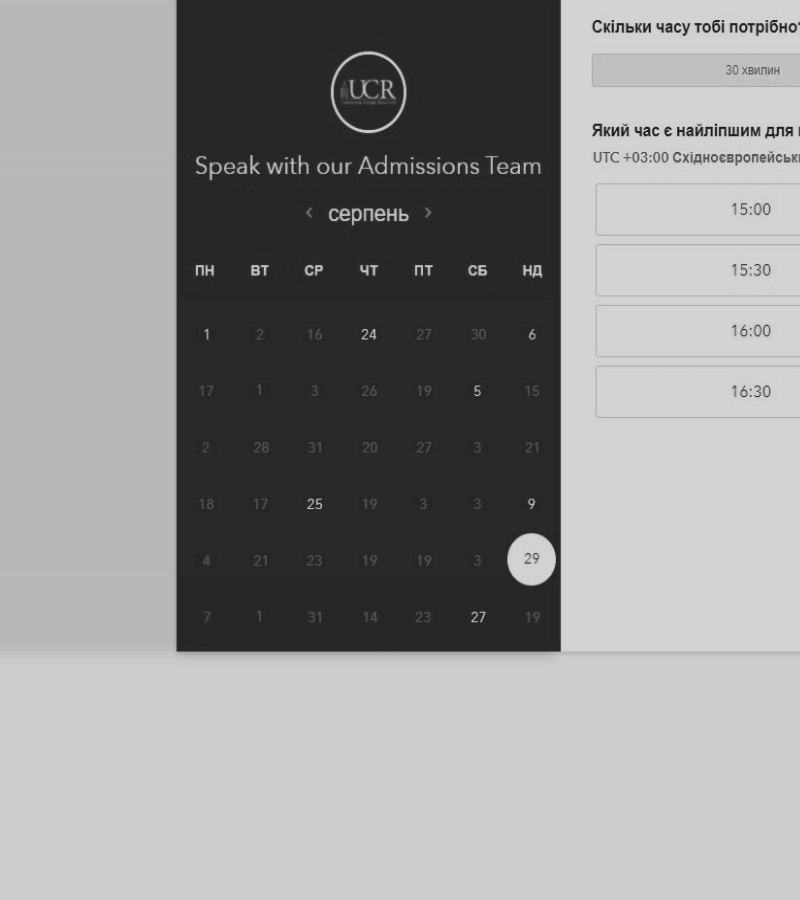 Скільки часу тобі потрібно?
30 хвилин
UCR
Speak with our Admissions Team
< серпень >
ПН ВТ СР ЧТ ПТ СБ НД
1 2 16 24 27 30 6
17 1 3 26 19 5 15
2 28 31 20 27 3 21
18 17 25 19 3 3 9
4 21 23 19 19 3 29
7 1 31 14 23 27 19
Який час є найліпшим для
UTC +03:00 Східноєвропейськ
15:00
15:30
16:00
16:30